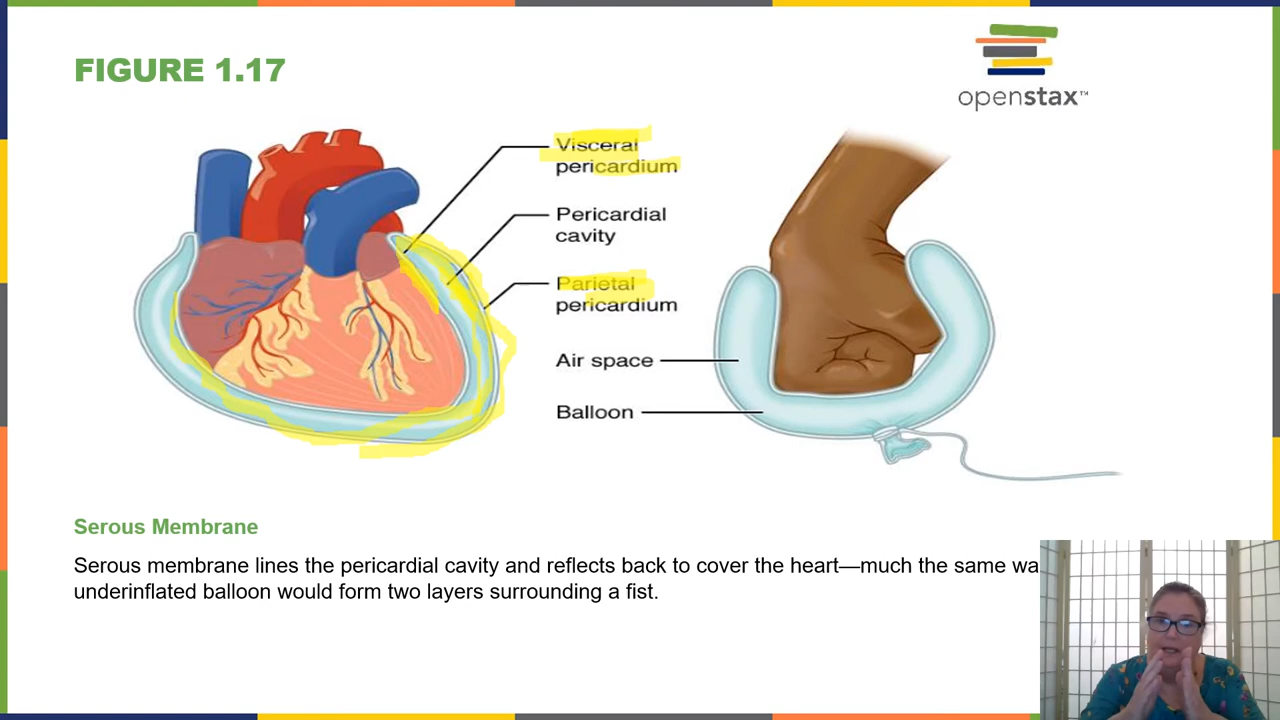 FIGURE 1.17
openstax™
Visceral
pericardium
Pericardial
cavity
Parietal
pericardium
Air space
Balloon
Serous Membrane
Serous membrane lines the pericardial cavity and reflects back to cover the heart—much the same wa
underinflated balloon would form two layers surrounding a fist.